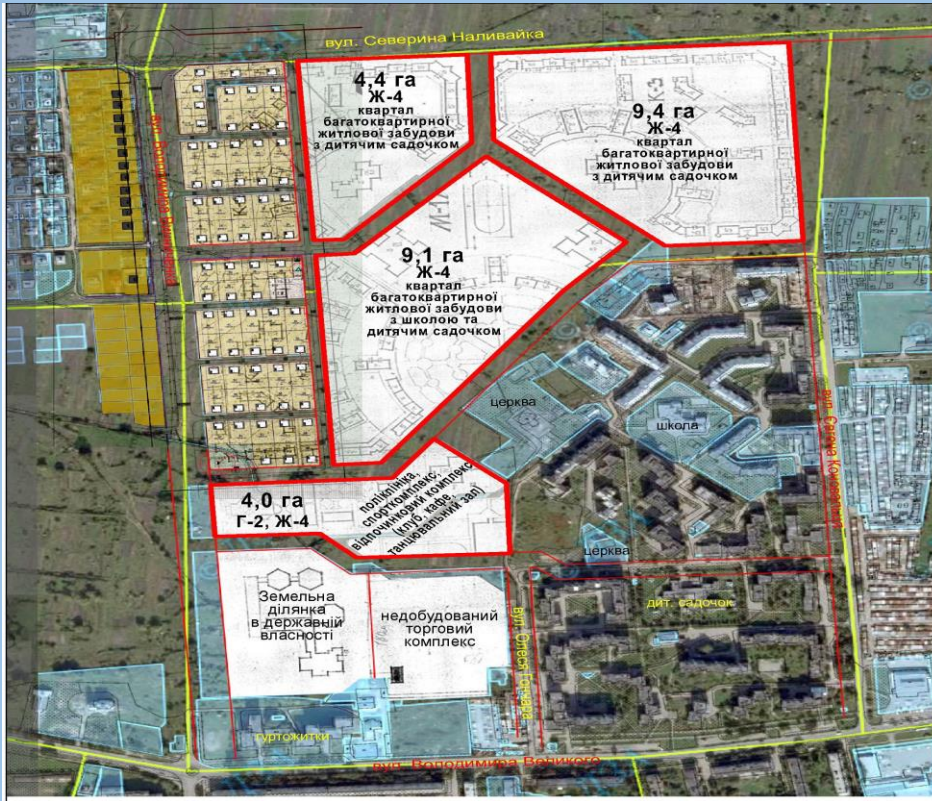 вул. Северина Наливайка
4,4 га
Ж-4
квартал
багатоквартирної
житлової забудови
з дитячим садочком
9,4 га
Ж-4
квартал
багатоквартирної
житлової забудови
з дитячим садочком
9,1 га
Ж-4
квартал
багатоквартирної
житлової забудови
з школою та
дитячим садочком
церква
школа
4,0 га
Г-2, Ж-4
поліклініка,
спорткомплекс,
відпочинковий комплекс
(клуб, кафе,
танцювальний зал)
церква
Земельна
ділянка
в державній
власності
недобудований
торговий
комплекс
дит. садочок
вул. Олеся Гончара
гуртожитки
вул. Володимира Великого